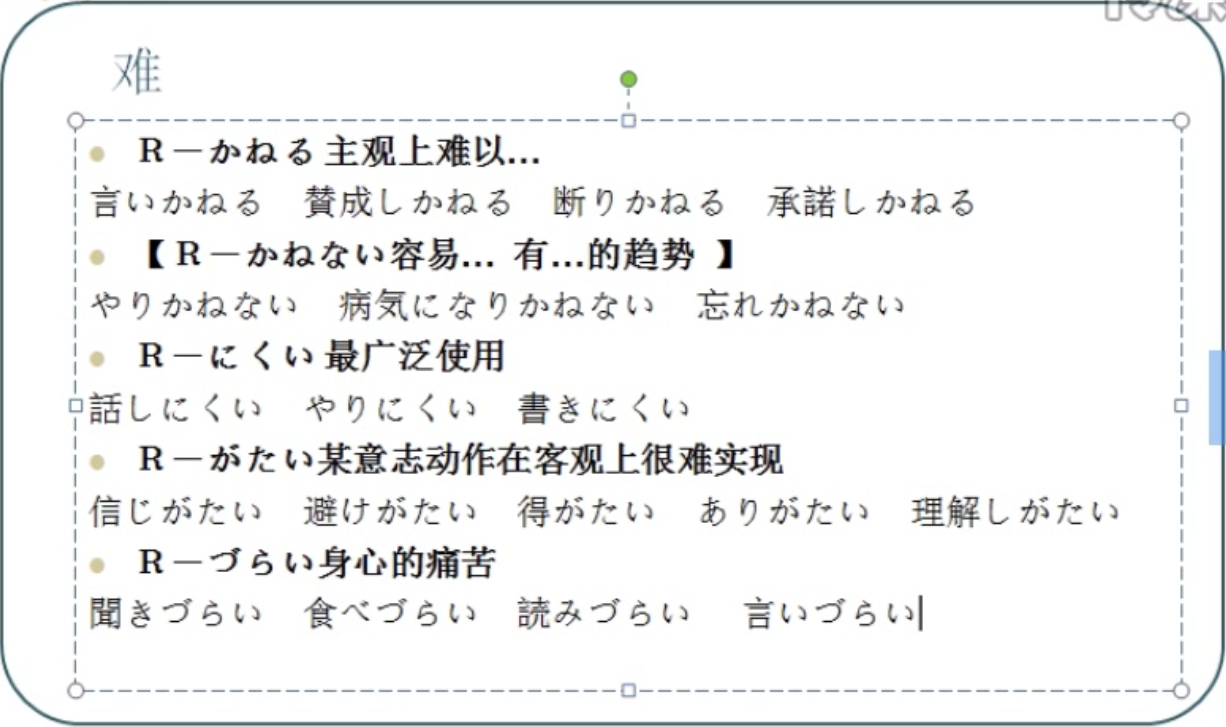 难
R－かねる 主观上难以…
言いかねる　賛成しかねる　断りかねる　承諾しかねる
【 R－かねない容易… 有…的趋势 】
やりかねない　病気になりかねない　忘れかねない
R－にくい 最广泛使用
話しにくい　やりにくい　書きにくい
R－がたい某意志动作在客观上很难实现
信じがたい　避けがたい　得がたい　ありがたい　理解しがたい
R－づらい身心的痛苦
聞きづらい　食べづらい　読みづらい　言いづらい